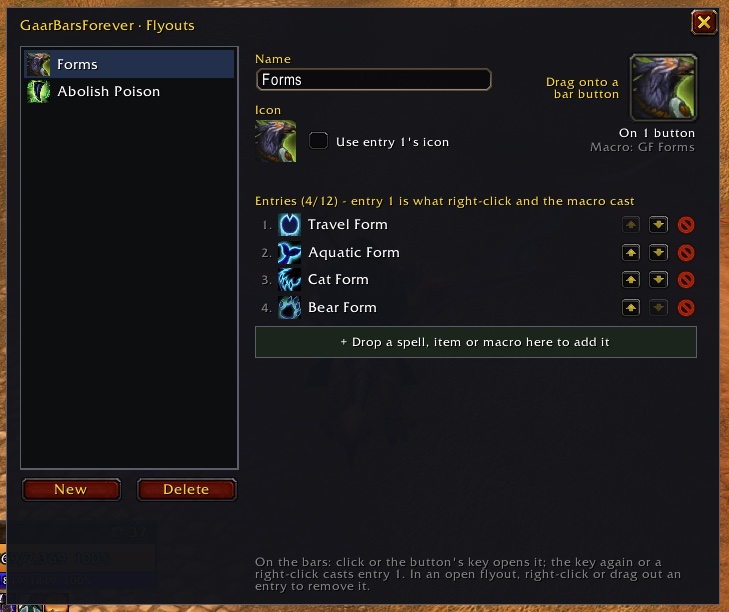 GaarBarsForever · Flyouts
Forms
Abolish Poison
New
Delete
Name
Forms
Icon
Use entry 1's icon
Drag onto a
bar button
On 1 button
Macro: GF Forms
Entries (4/12) - entry 1 is what right-click and the macro cast
1. Travel Form
2. Aquatic Form
3. Cat Form
4. Bear Form
+ Drop a spell, item or macro here to add it
On the bars: click or the button's key opens it; the key again or a
right-click casts entry 1. In an open flyout, right-click or drag out an
entry to remove it.